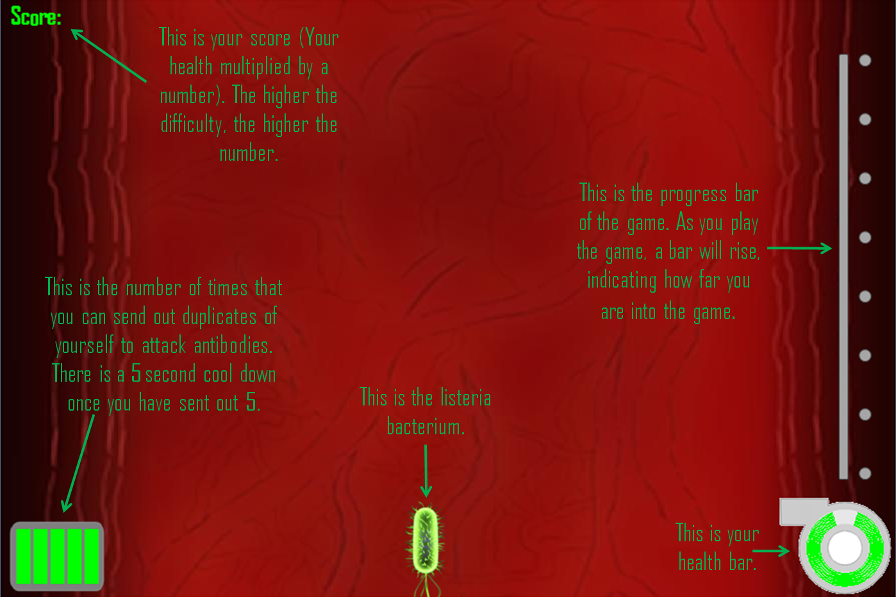 Score:
This is your score (Your
health multiplied by a
number). The higher the
difficulty, the higher the
number.
This is the progress bar
of the game. As you play
the game, a bar will rise,
indicating how far you
are into the game.
This is the number of times that
you can send out duplicates of
yourself to attack antibodies.
There is a 5 second cool down
once you have sent out 5.
This is the listeria
bacterium.
This is your
health bar.